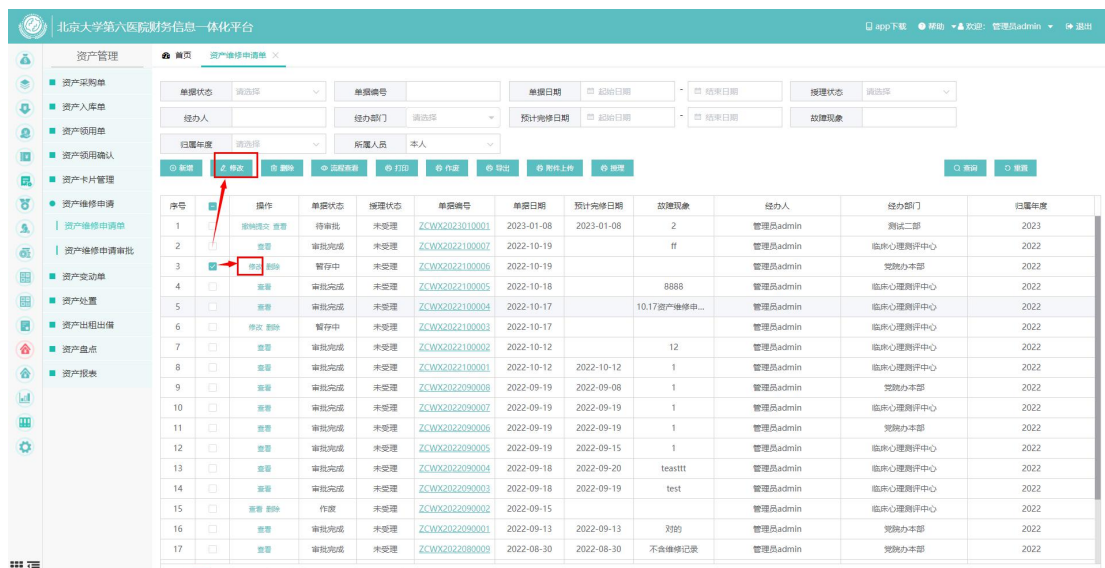 北京大学第六医院财务信息一体化平台 app下载 帮助 欢迎: 管理员admin 退出
资产管理 首页 资产维修申请单 ×
资产采购单
资产入库单
资产领用单
资产领用确认
资产卡片管理
资产维修申请
资产维修申请单
资产维修申请审批
资产变动单
资产处置
资产出租出借
资产盘点
资产报表
单据状态 请选择 单据编号 单据日期 起始日期 - 结束日期 授理状态 请选择
经办人 经办部门 请选择 预计完修日期 起始日期 - 结束日期 故障现象
归属年度 请选择 所属人员 本人
新增 修改 删除 流程查看 打印 作废 导出 附件上传 授理 查询 重置
序号 操作 单据状态 授理状态 单据编号 单据日期 预计完修日期 故障现象 经办人 经办部门 归属年度
1 撤销提交 查看 待审批 未受理 ZCWX2023010001 2023-01-08 2023-01-08 2 管理员admin 测试二部 2023
2 查看 审批完成 未受理 ZCWX2022100007 2022-10-19 ff 管理员admin 临床心理测评中心 2022
3 修改 删除 暂存中 未受理 ZCWX2022100006 2022-10-19 管理员admin 党院办本部 2022
4 查看 审批完成 未受理 ZCWX2022100005 2022-10-18 8888 管理员admin 临床心理测评中心 2022
5 查看 审批完成 未受理 ZCWX2022100004 2022-10-17 10.17资产维修申... 管理员admin 临床心理测评中心 2022
6 修改 删除 暂存中 未受理 ZCWX2022100003 2022-10-17 管理员admin 临床心理测评中心 2022
7 查看 审批完成 未受理 ZCWX2022100002 2022-10-12 12 管理员admin 临床心理测评中心 2022
8 查看 审批完成 未受理 ZCWX2022100001 2022-10-12 2022-10-12 1 管理员admin 临床心理测评中心 2022
9 查看 审批完成 未受理 ZCWX2022090008 2022-09-19 2022-09-08 1 管理员admin 党院办本部 2022
10 查看 审批完成 未受理 ZCWX2022090007 2022-09-19 2022-09-19 1 管理员admin 临床心理测评中心 2022
11 查看 审批完成 未受理 ZCWX2022090006 2022-09-19 2022-09-19 1 管理员admin 党院办本部 2022
12 查看 审批完成 未受理 ZCWX2022090005 2022-09-19 2022-09-15 1 管理员admin 临床心理测评中心 2022
13 查看 审批完成 未受理 ZCWX2022090004 2022-09-18 2022-09-20 teasttt 管理员admin 临床心理测评中心 2022
14 查看 审批完成 未受理 ZCWX2022090003 2022-09-18 2022-09-19 test 管理员admin 临床心理测评中心 2022
15 查看 删除 作废 未受理 ZCWX2022090002 2022-09-15 管理员admin 临床心理测评中心 2022
16 查看 审批完成 未受理 ZCWX2022090001 2022-09-13 2022-09-13 对的 管理员admin 党院办本部 2022
17 查看 审批完成 未受理 ZCWX2022080009 2022-08-30 2022-08-30 不含维修记录 管理员admin 党院办本部 2022